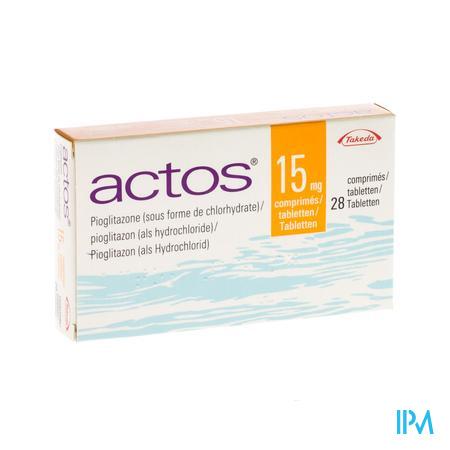 actos®
Pioglitazone (sous forme de chlorhydrate)/
pioglitazon (als hydrochloride)/
Pioglitazon (als Hydrochlorid)
15 mg
comprimés/
tabletten/
Tabletten
Takeda
comprimés/
tabletten/
28 Tabletten
actos®
15
IPM